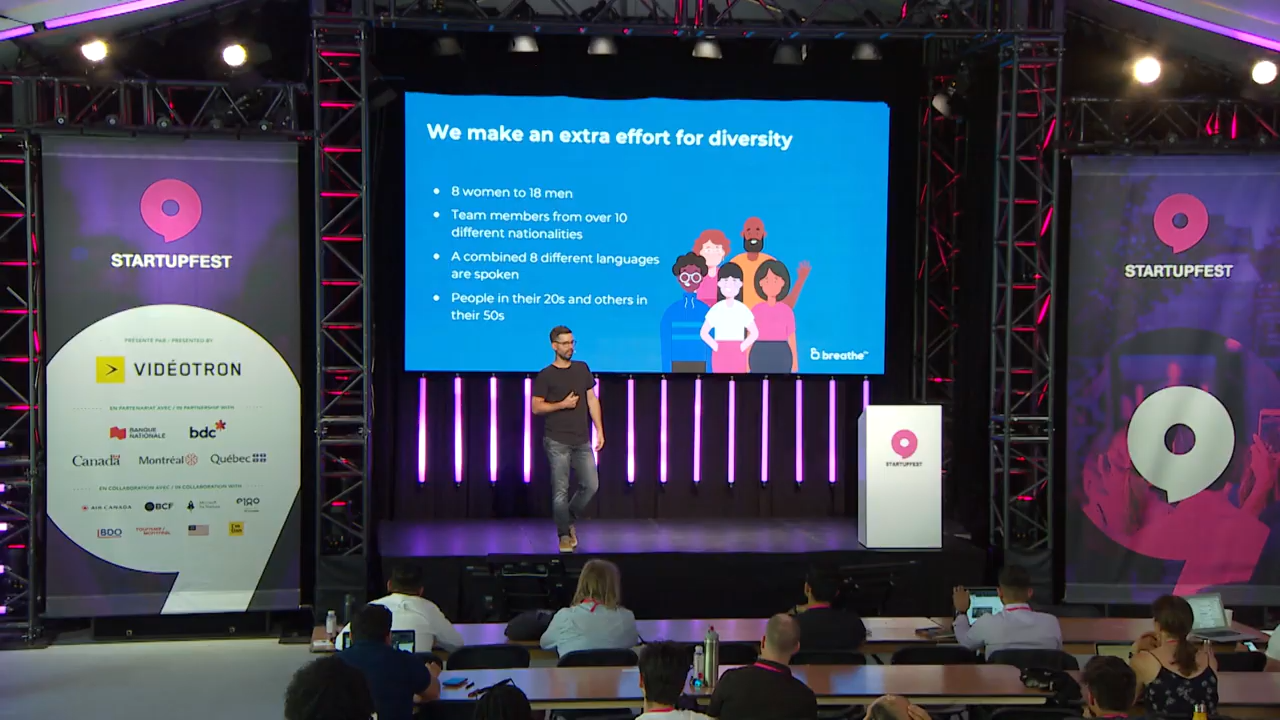 We make an extra effort for diversity
8 women to 18 men
Team members from over 10
different nationalities
A combined 8 different languages
are spoken
People in their 20s and others in
their 50s
breathe
STARTUPFEST
PRÉSENTÉ PAR / PRESENTED BY
VIDÉOTRON
EN PARTENARIAT AVEC / IN PARTNERSHIP WITH
BANQUE
NATIONALE
bdc
Canada
Montréal
Québec
EN COLLABORATION AVEC / IN COLLABORATION WITH
AIR CANADA
BCF
BDO
STARTUPFEST
STARTUPFEST